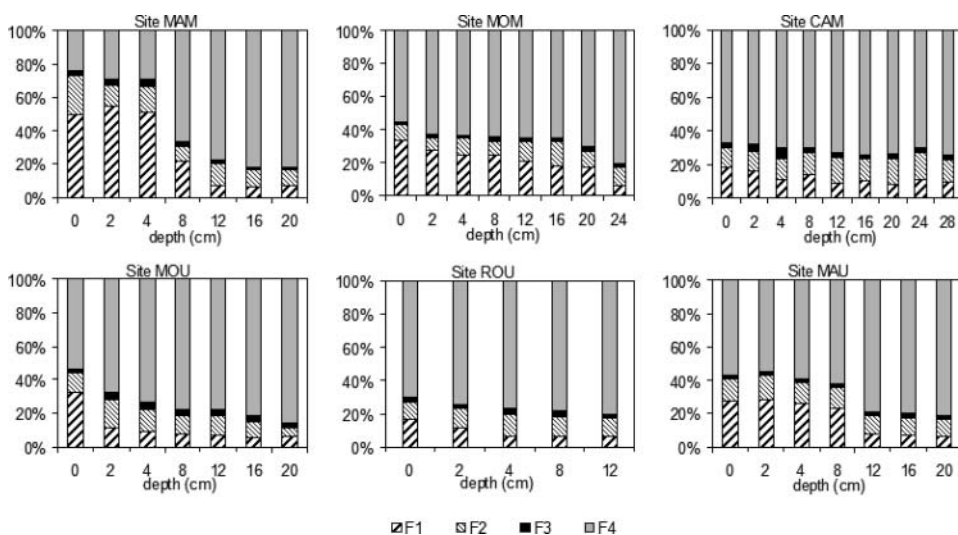 Site MAM
100%
80%
60%
40%
20%
0%
0 2 4 8 12 16 20
depth (cm)
Site MOM
100%
80%
60%
40%
20%
0%
0 2 4 8 12 16 20 24
depth (cm)
Site CAM
100%
80%
60%
40%
20%
0%
0 2 4 8 12 16 20 24 28
depth (cm)
Site MOU
100%
80%
60%
40%
20%
0%
0 2 4 8 12 16 20
depth (cm)
Site ROU
100%
80%
60%
40%
20%
0%
0 2 4 8 12
depth (cm)
Site MAU
100%
80%
60%
40%
20%
0%
0 2 4 8 12 16 20
depth (cm)
F1 F2 F3 F4